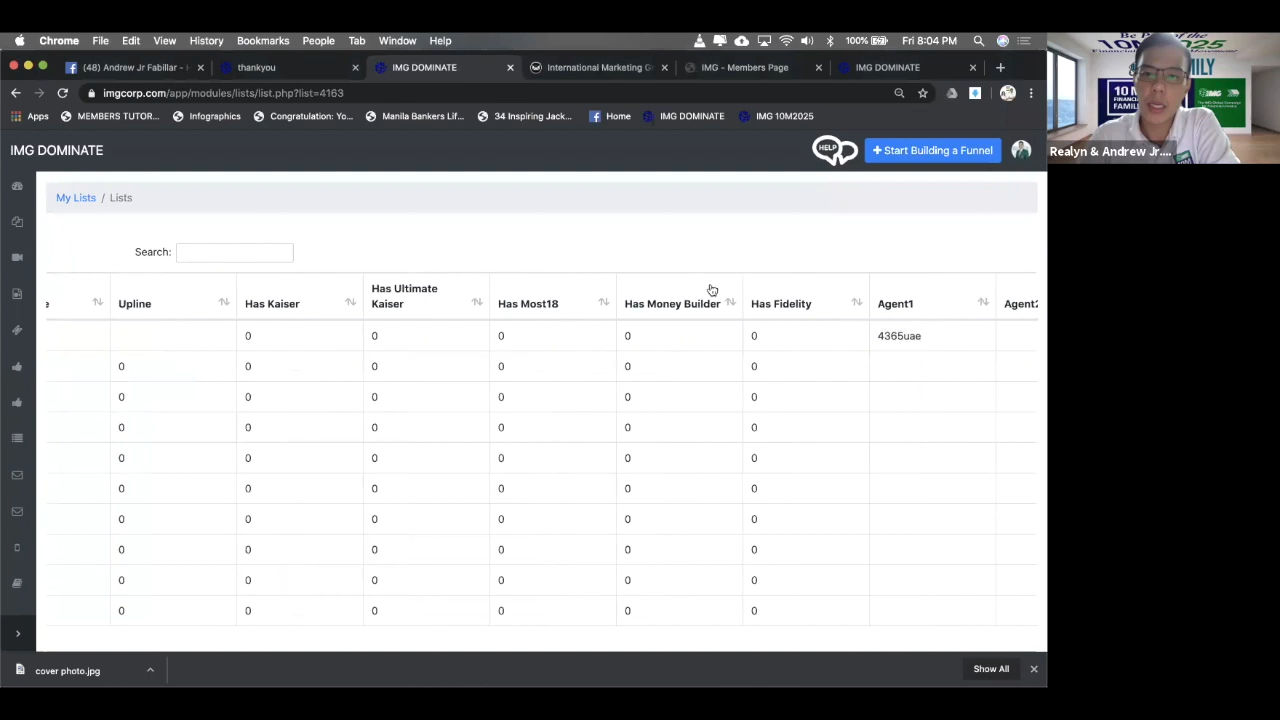 Chrome File Edit View History Bookmarks People Tab Window Help 100% Fri 8:04 PM
(48) Andrew Jr Fabillar - thankyou IMG DOMINATE International Marketing G IMG - Members Page IMG DOMINATE
imgcorp.com/app/modules/lists/list.php?list=4163
Apps MEMBERS TUTOR... Infographics Congratulation: Yo... Manila Bankers Lif... 34 Inspiring Jack... Home IMG DOMINATE IMG 10M2025
IMG DOMINATE HELP + Start Building a Funnel
My Lists / Lists
Search:
e Upline Has Kaiser Has Ultimate Kaiser Has Most18 Has Money Builder Has Fidelity Agent1 Agent2
0 0 0 0 0 4365uae
0 0 0 0 0 0
0 0 0 0 0 0
0 0 0 0 0 0
0 0 0 0 0 0
0 0 0 0 0 0
0 0 0 0 0 0
0 0 0 0 0 0
0 0 0 0 0 0
0 0 0 0 0 0
cover photo.jpg Show All
10M2025
10 M
IMG
Realyn & Andrew Jr....